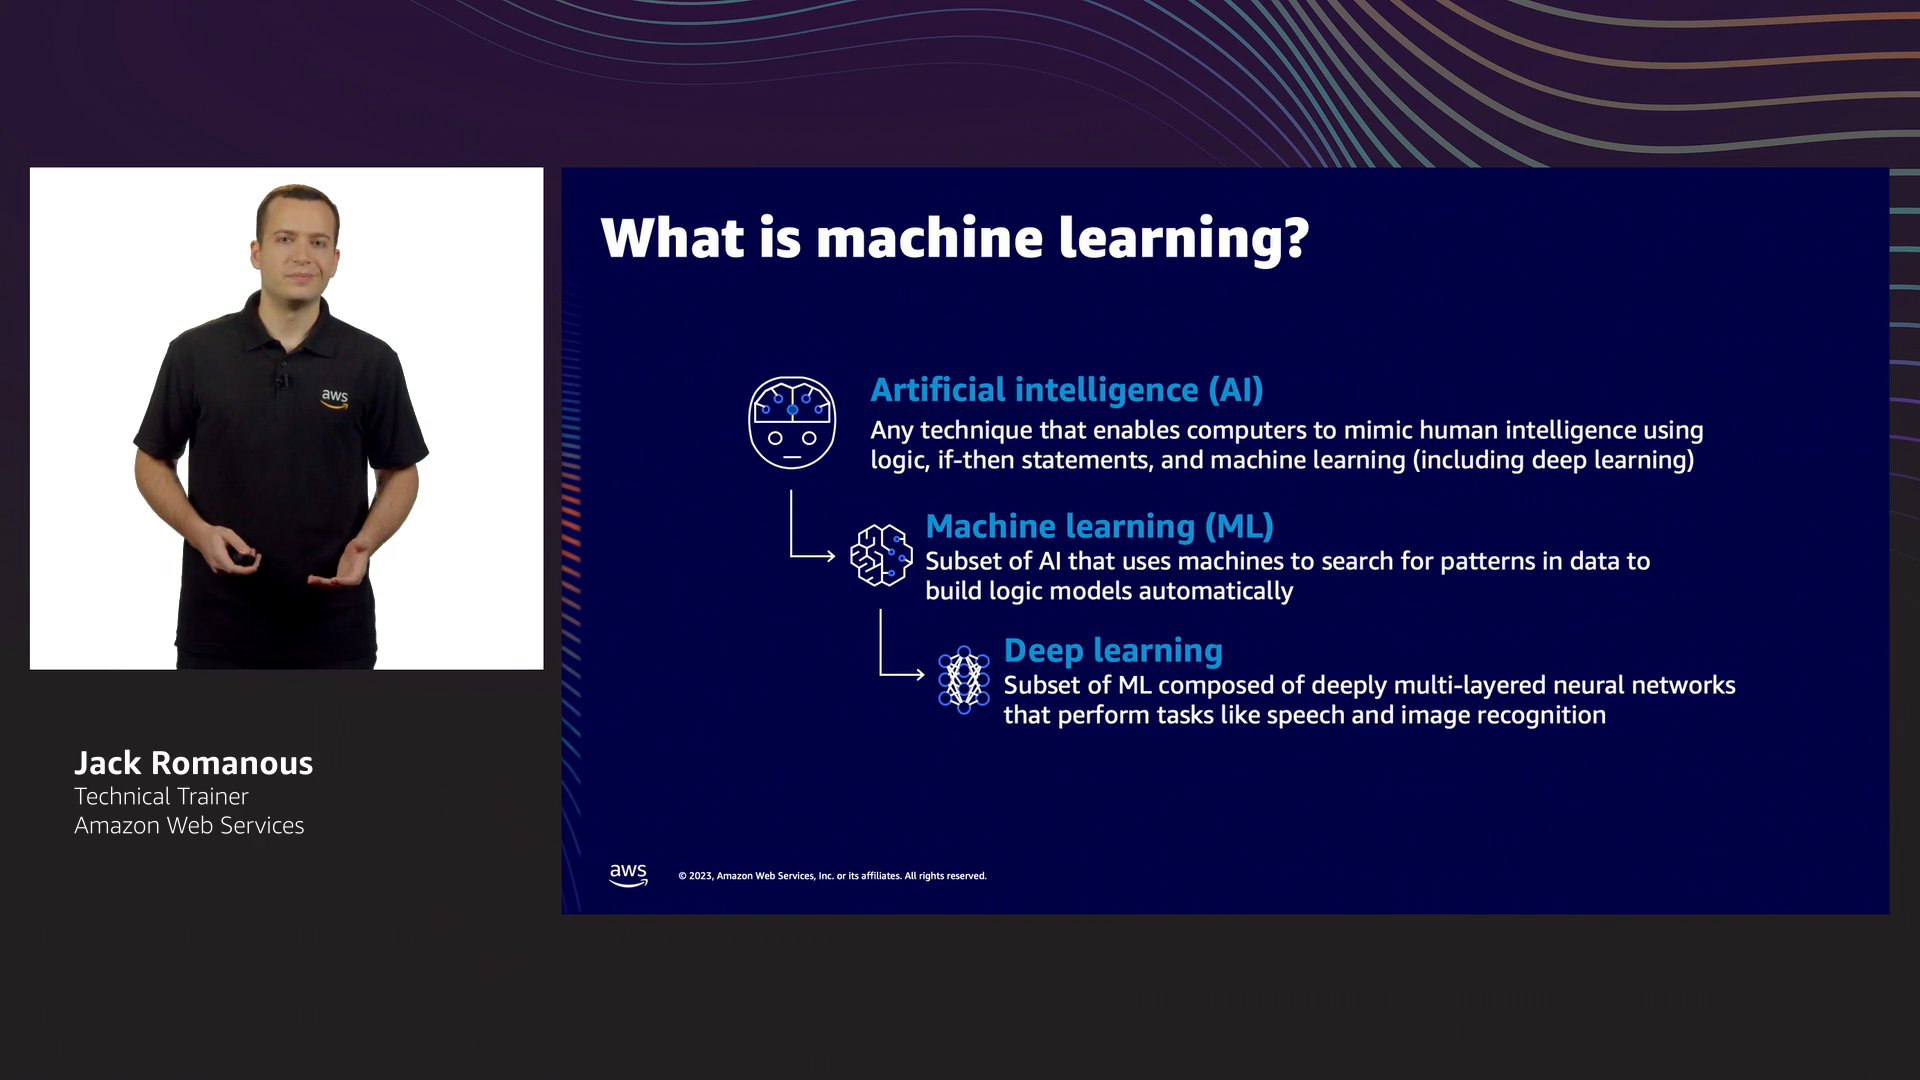 What is machine learning?
Artificial intelligence (AI)
Any technique that enables computers to mimic human intelligence using
logic, if-then statements, and machine learning (including deep learning)
Machine learning (ML)
Subset of AI that uses machines to search for patterns in data to
build logic models automatically
Deep learning
Subset of ML composed of deeply multi-layered neural networks
that perform tasks like speech and image recognition
aws
© 2023, Amazon Web Services, Inc. or its affiliates. All rights reserved.
aws
Jack Romanous
Technical Trainer
Amazon Web Services